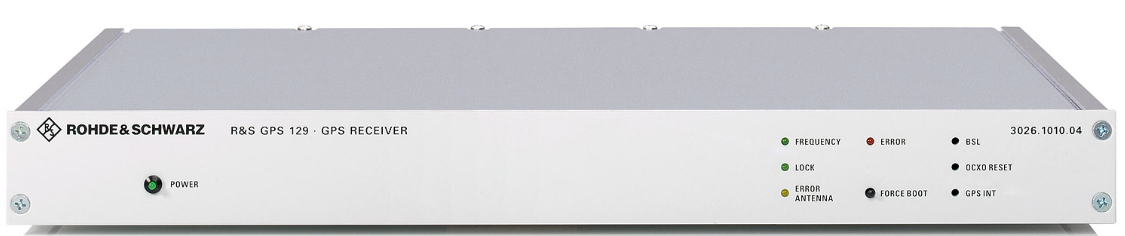 R&S ROHDE&SCHWARZ R&S GPS 129 · GPS RECEIVER 3026.1010.04
FREQUENCY ERROR BSL
LOCK OCXO RESET
POWER
ERROR ANTENNA FORCE BOOT GPS INT